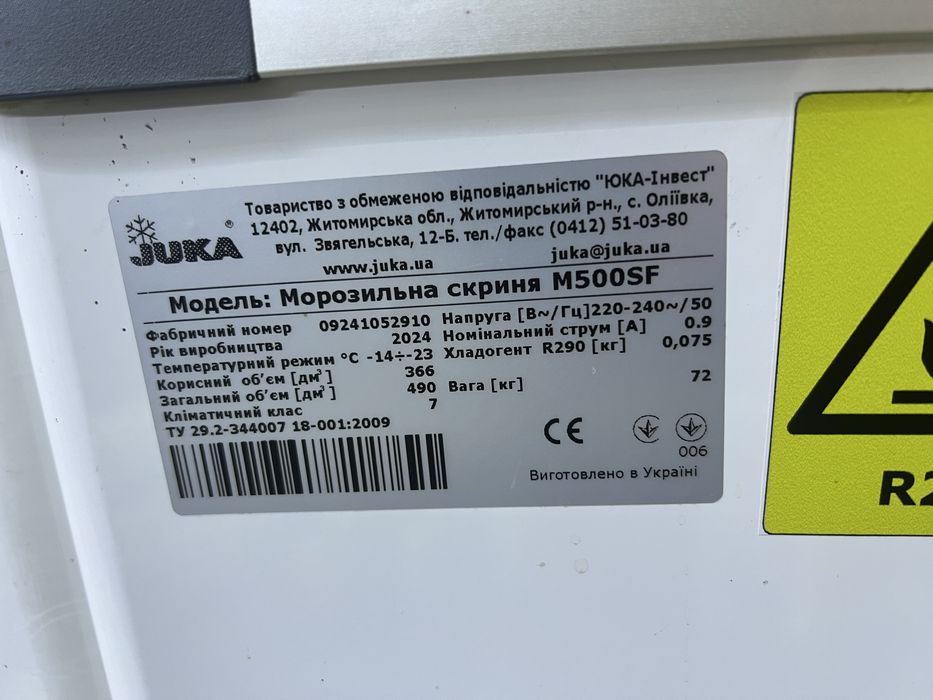 Товариство з обмеженою відповідальністю "ЮКА-Інвест"
12402, Житомирська обл., Житомирський р-н., с. Оліївка,
вул. Звягельська, 12-Б. тел./факс (0412) 51-03-80
www.juka.ua juka@juka.ua
JUKA ®
Модель: Морозильна скриня M500SF
Фабричний номер 09241052910
Рік виробництва 2024
Температурний режим °C -14÷-23
Корисний об'єм [дм³] 366
Загальний об'єм [дм³] 490
Кліматичний клас 7
ТУ 29.2-344007 18-001:2009
Напруга [В~/Гц]220-240~/50
Номінальний струм [А] 0.9
Хладогент R290 [кг] 0,075
Вага [кг] 72
CE
006
Виготовлено в Україні